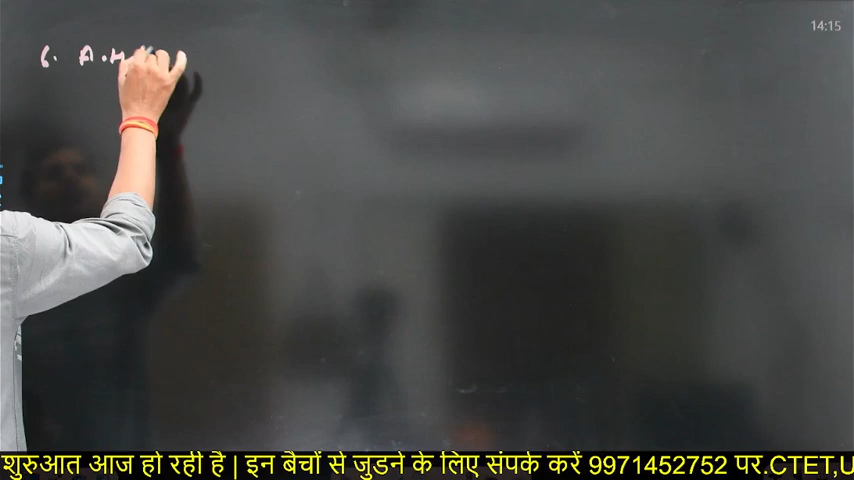 14:15
6. A.H
शुरुआत आज हो रही है | इन बैचों से जुडने के लिए संपर्क करें 9971452752 पर.CTET,U